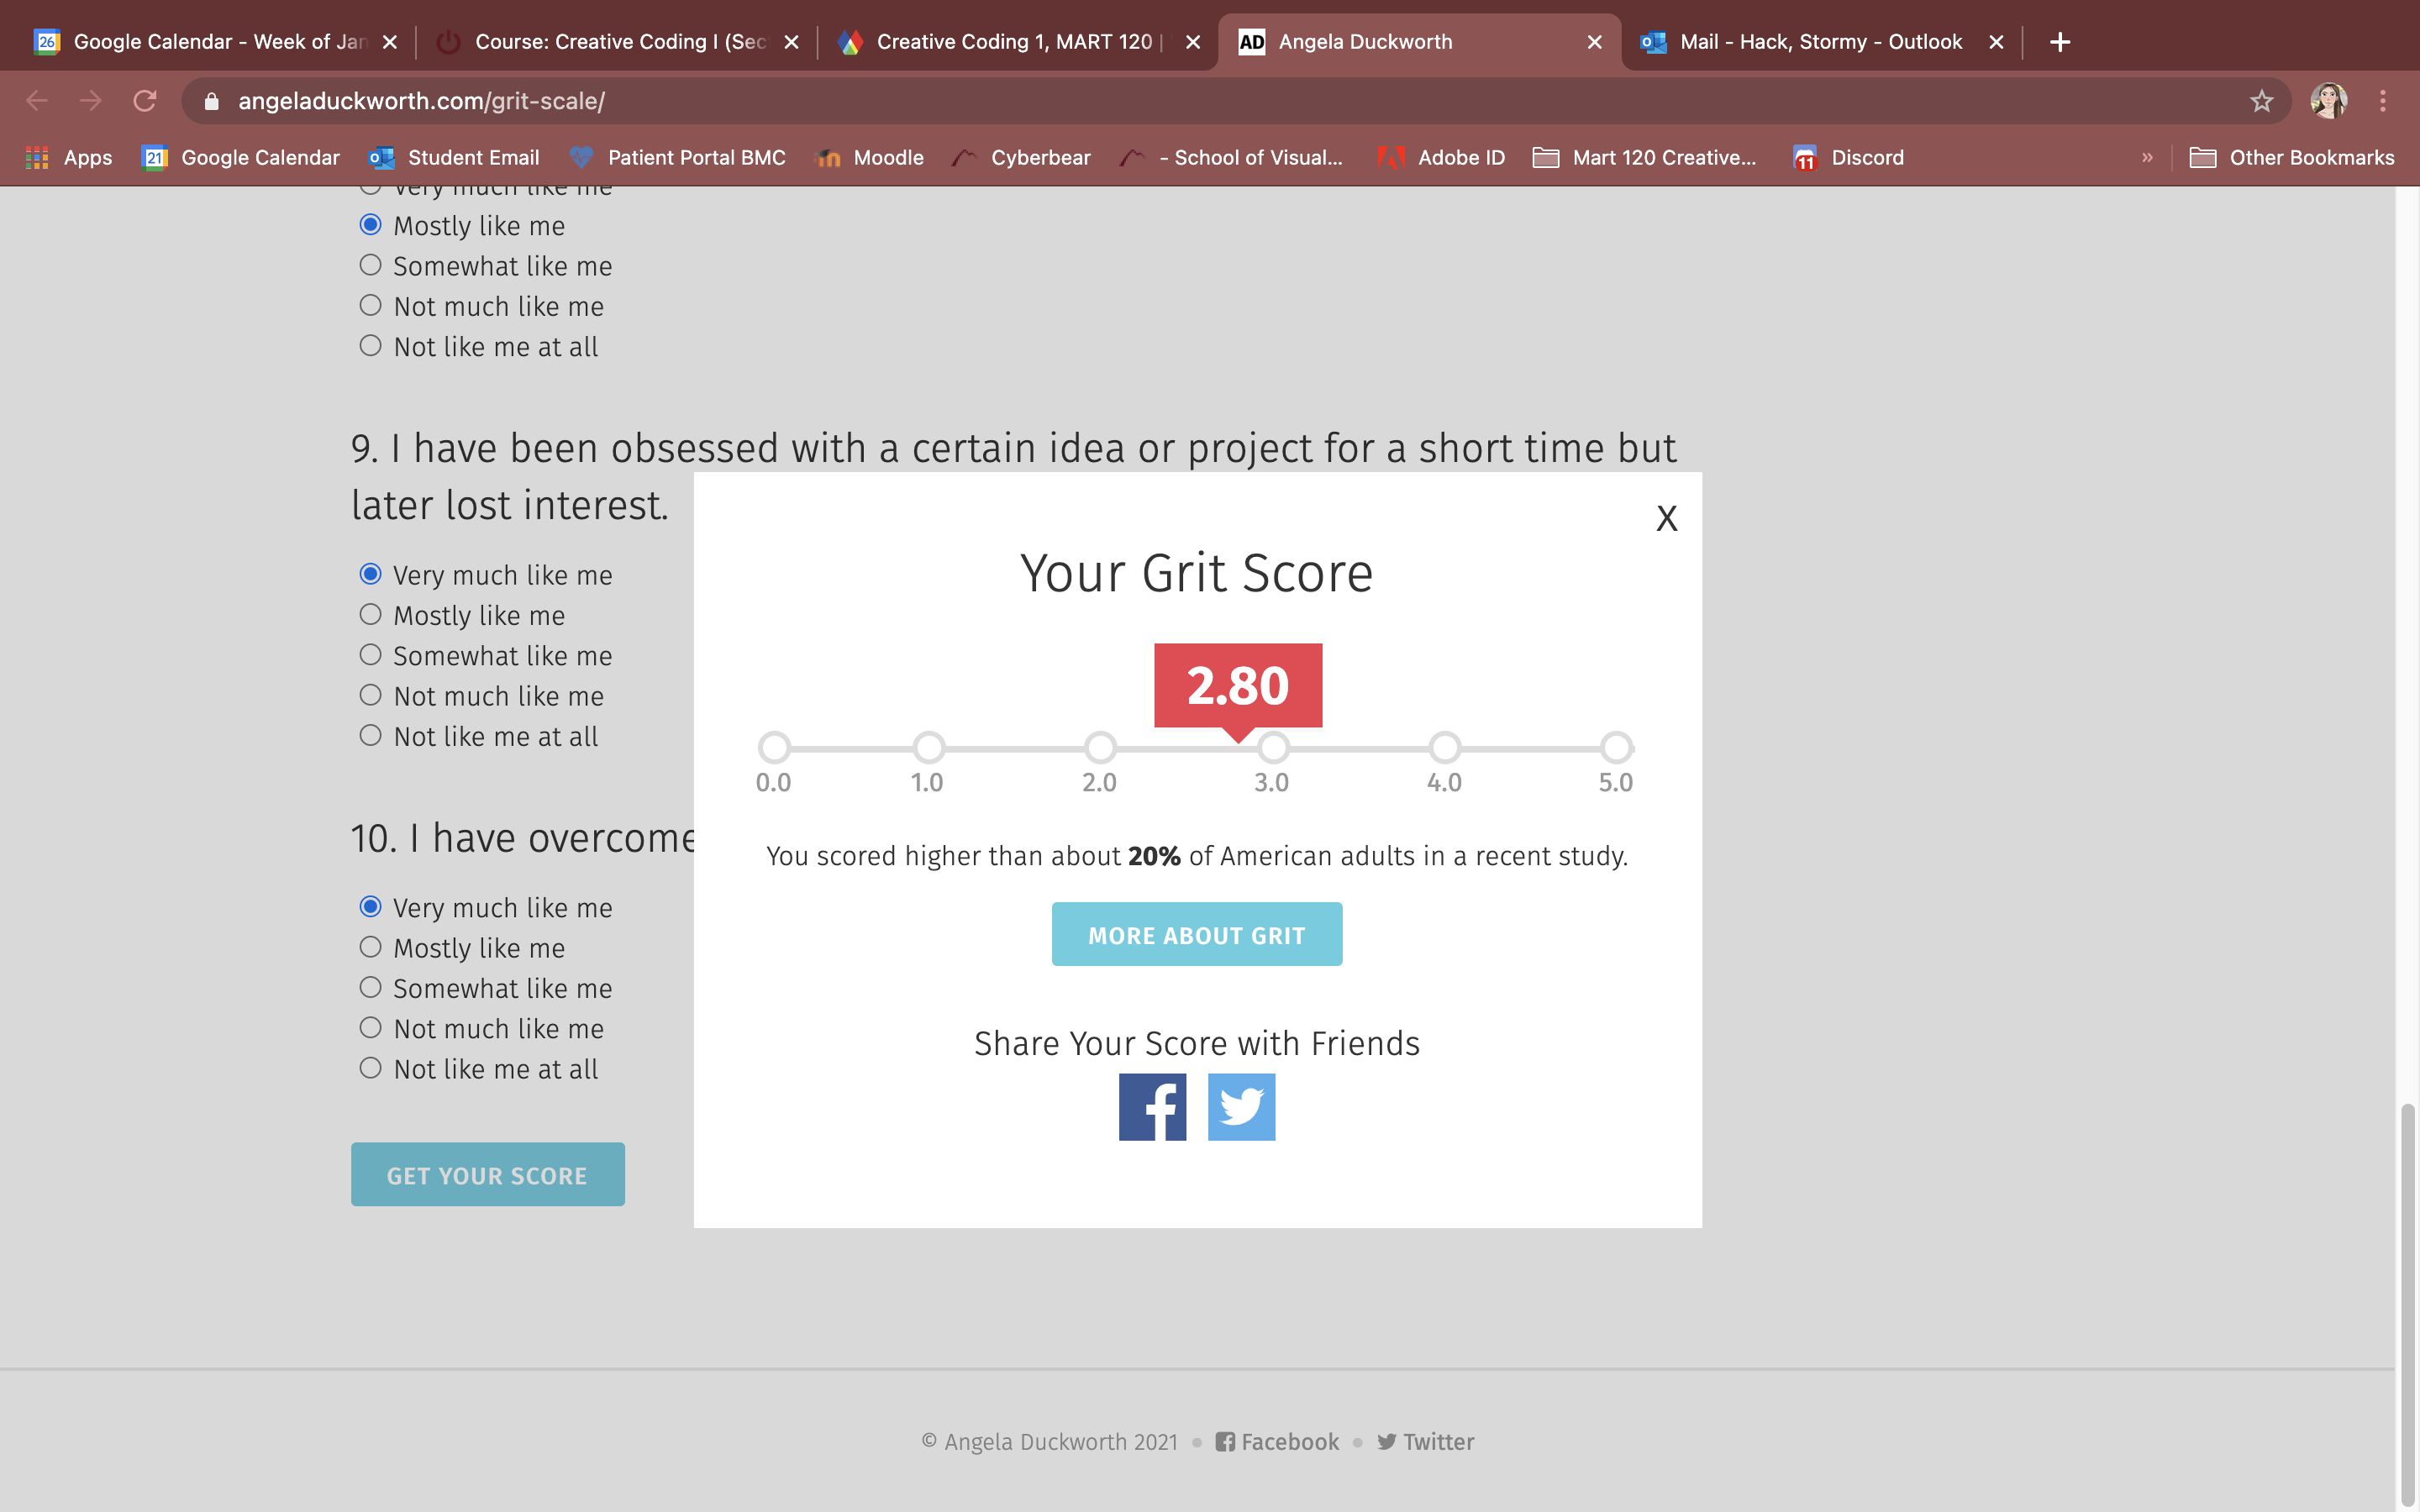 26 Google Calendar - Week of Jan
Course: Creative Coding I (Sec
Creative Coding 1, MART 120 |
AD Angela Duckworth
Mail - Hack, Stormy - Outlook
angeladuckworth.com/grit-scale/
Apps
21 Google Calendar
Student Email
Patient Portal BMC
Moodle
Cyberbear
- School of Visual...
Adobe ID
Mart 120 Creative...
11 Discord
»
Other Bookmarks
Very much like me
Mostly like me
Somewhat like me
Not much like me
Not like me at all
9. I have been obsessed with a certain idea or project for a short time but
later lost interest.
Very much like me
Mostly like me
Somewhat like me
Not much like me
Not like me at all
10. I have overcome
Very much like me
Mostly like me
Somewhat like me
Not much like me
Not like me at all
GET YOUR SCORE
X
Your Grit Score
2.80
0.0 1.0 2.0 3.0 4.0 5.0
You scored higher than about 20% of American adults in a recent study.
MORE ABOUT GRIT
Share Your Score with Friends
© Angela Duckworth 2021 • Facebook • Twitter